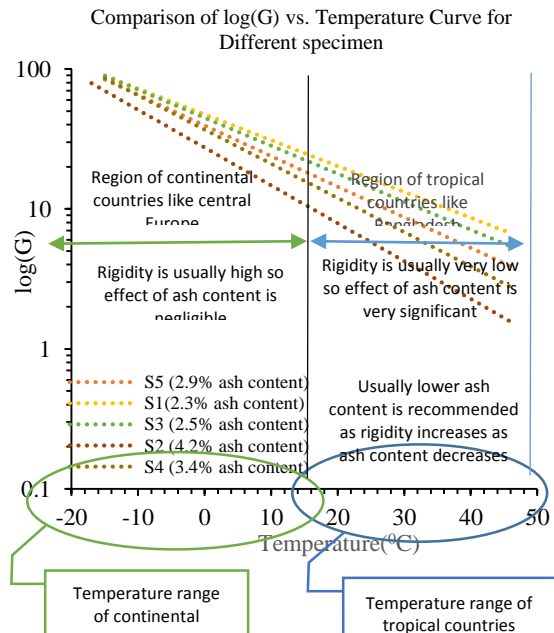 Comparison of log(G) vs. Temperature Curve for
Different specimen
100
10
1
0.1
log(G)
Region of continental
countries like central
Europe
Region of tropical
countries like
Bangladesh
Rigidity is usually high so
effect of ash content is
negligible
Rigidity is usually very low
so effect of ash content is
very significant
S5 (2.9% ash content)
S1(2.3% ash content)
S3 (2.5% ash content)
S2 (4.2% ash content)
S4 (3.4% ash content)
Usually lower ash
content is recommended
as rigidity increases as
ash content decreases
-20 -10 0 10 20 30 40 50
Temperature(⁰C)
Temperature range
of continental
Temperature range of
tropical countries